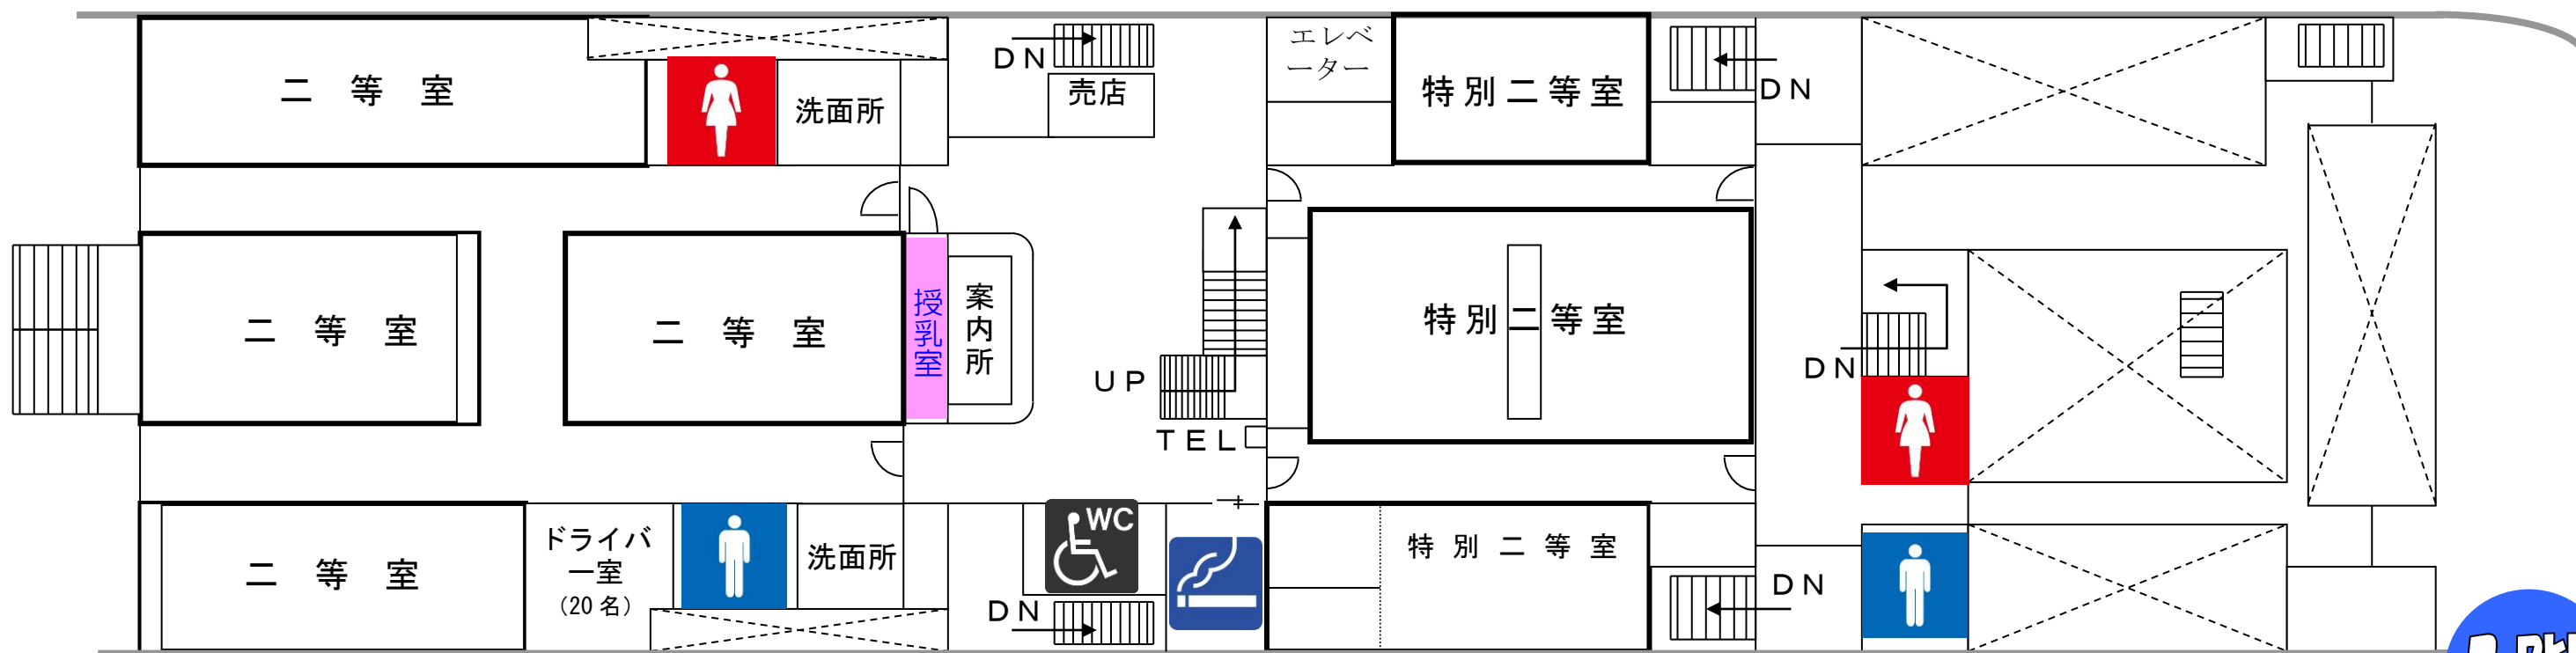 二等室
洗面所
DN
売店
エレベ
ーター
特別二等室
DN
二等室
二等室
授乳室
案内所
UP
TEL
特別二等室
DN
二等室
ドライバ
ー室
(20名)
洗面所
WC
DN
特別二等室
DN